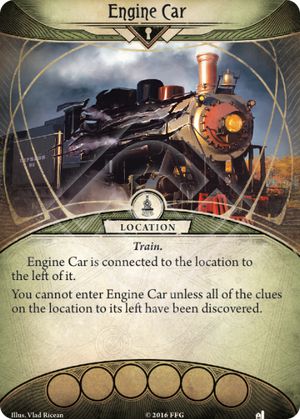 Engine Car
LOCATION
Train.
Engine Car is connected to the location to
the left of it.
You cannot enter Engine Car unless all of the clues
on the location to its left have been discovered.
Illus. Vlad Ricean
© 2016 FFG